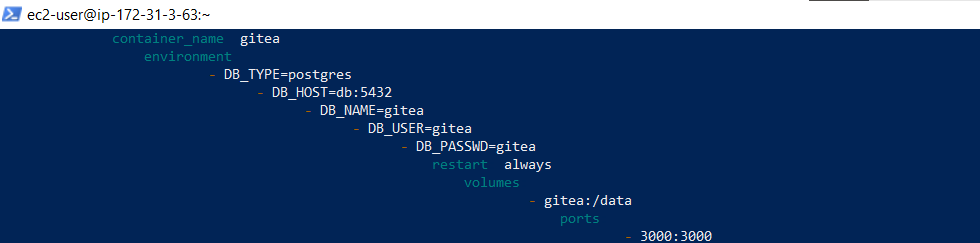 ec2-user@ip-172-31-3-63:~
container_name gitea
environment
- DB_TYPE=postgres
- DB_HOST=db:5432
- DB_NAME=gitea
- DB_USER=gitea
- DB_PASSWD=gitea
restart always
volumes
- gitea:/data
ports
- 3000:3000